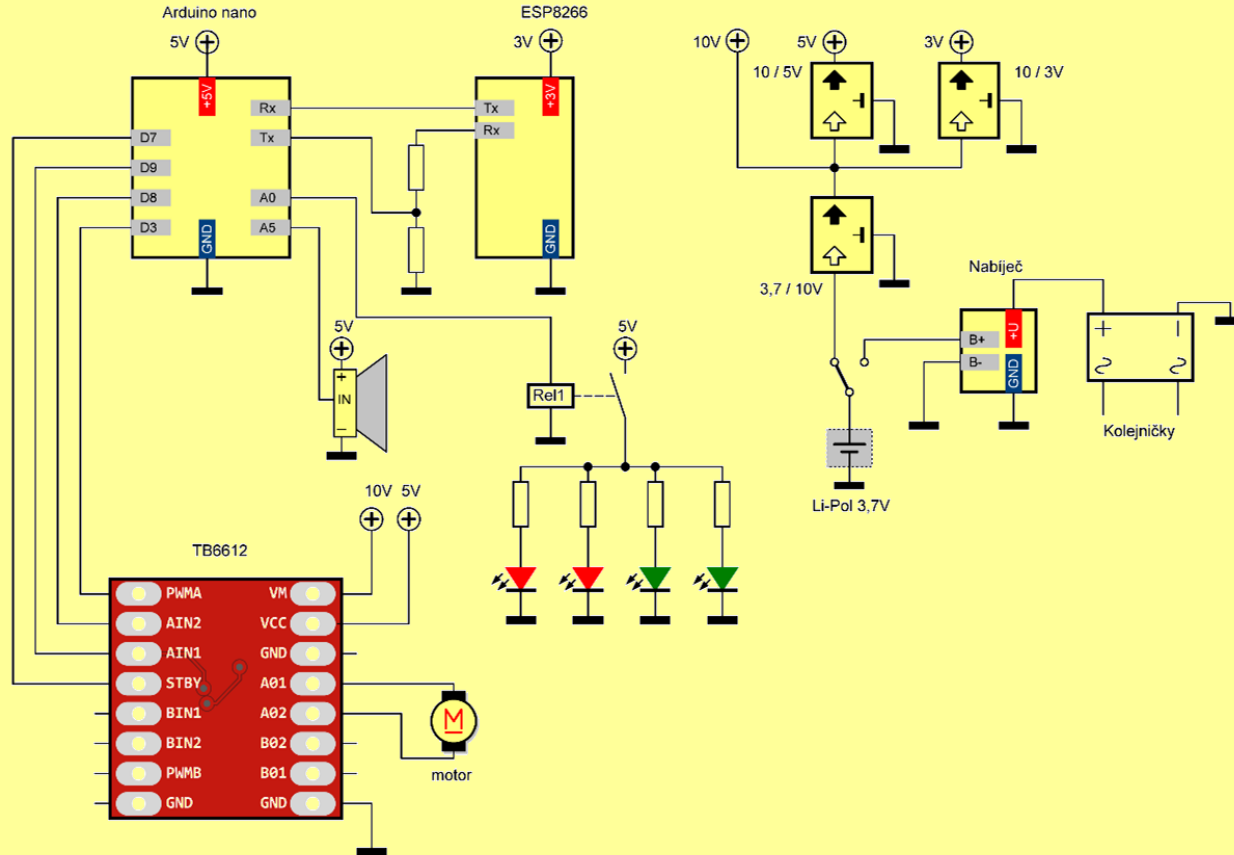 Arduino nano
5V
+5V
Rx
Tx
D7
D9
D8
D3
A0
A5
GND
ESP8266
3V
+3V
Tx
Rx
GND
10V
5V
3V
10 / 5V
10 / 3V
3,7 / 10V
Nabíječ
+U
B+
B-
GND
Kolejničky
Li-Pol 3,7V
5V
IN
5V
Rel1
10V 5V
TB6612
PWMA
AIN2
AIN1
STBY
BIN1
BIN2
PWMB
GND
VM
VCC
GND
A01
A02
B02
B01
GND
M
motor